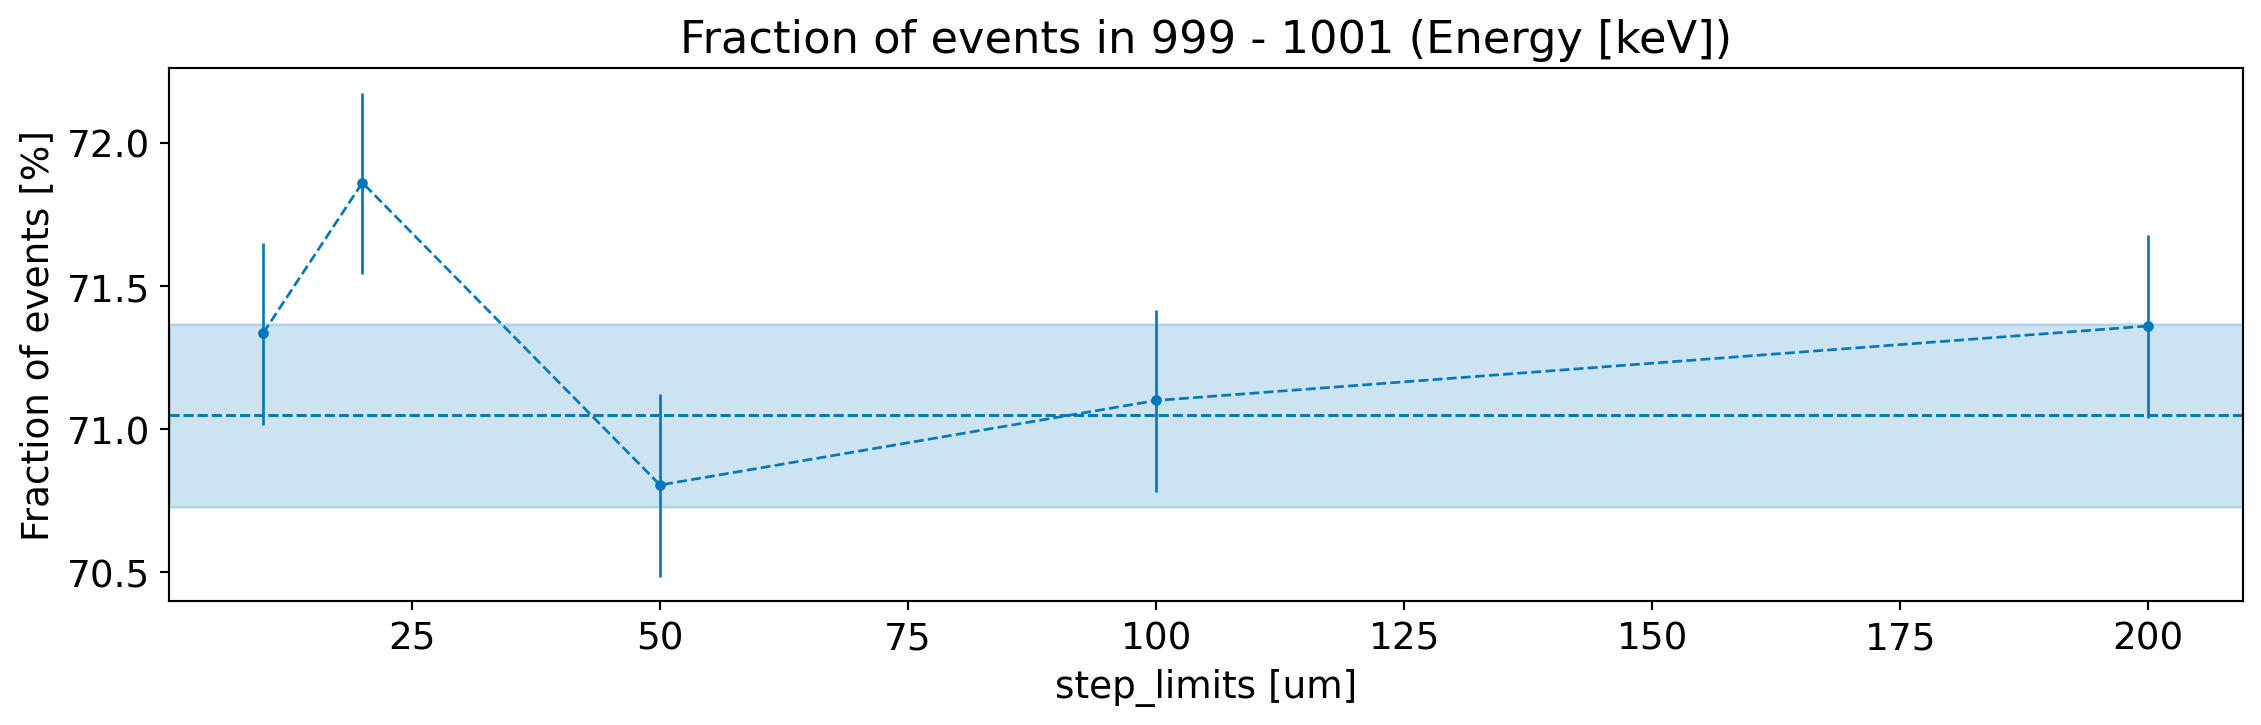 Fraction of events in 999 - 1001 (Energy [keV])
Fraction of events [%]
72.0
71.5
71.0
70.5
25 50 75 100 125 150 175 200
step_limits [um]